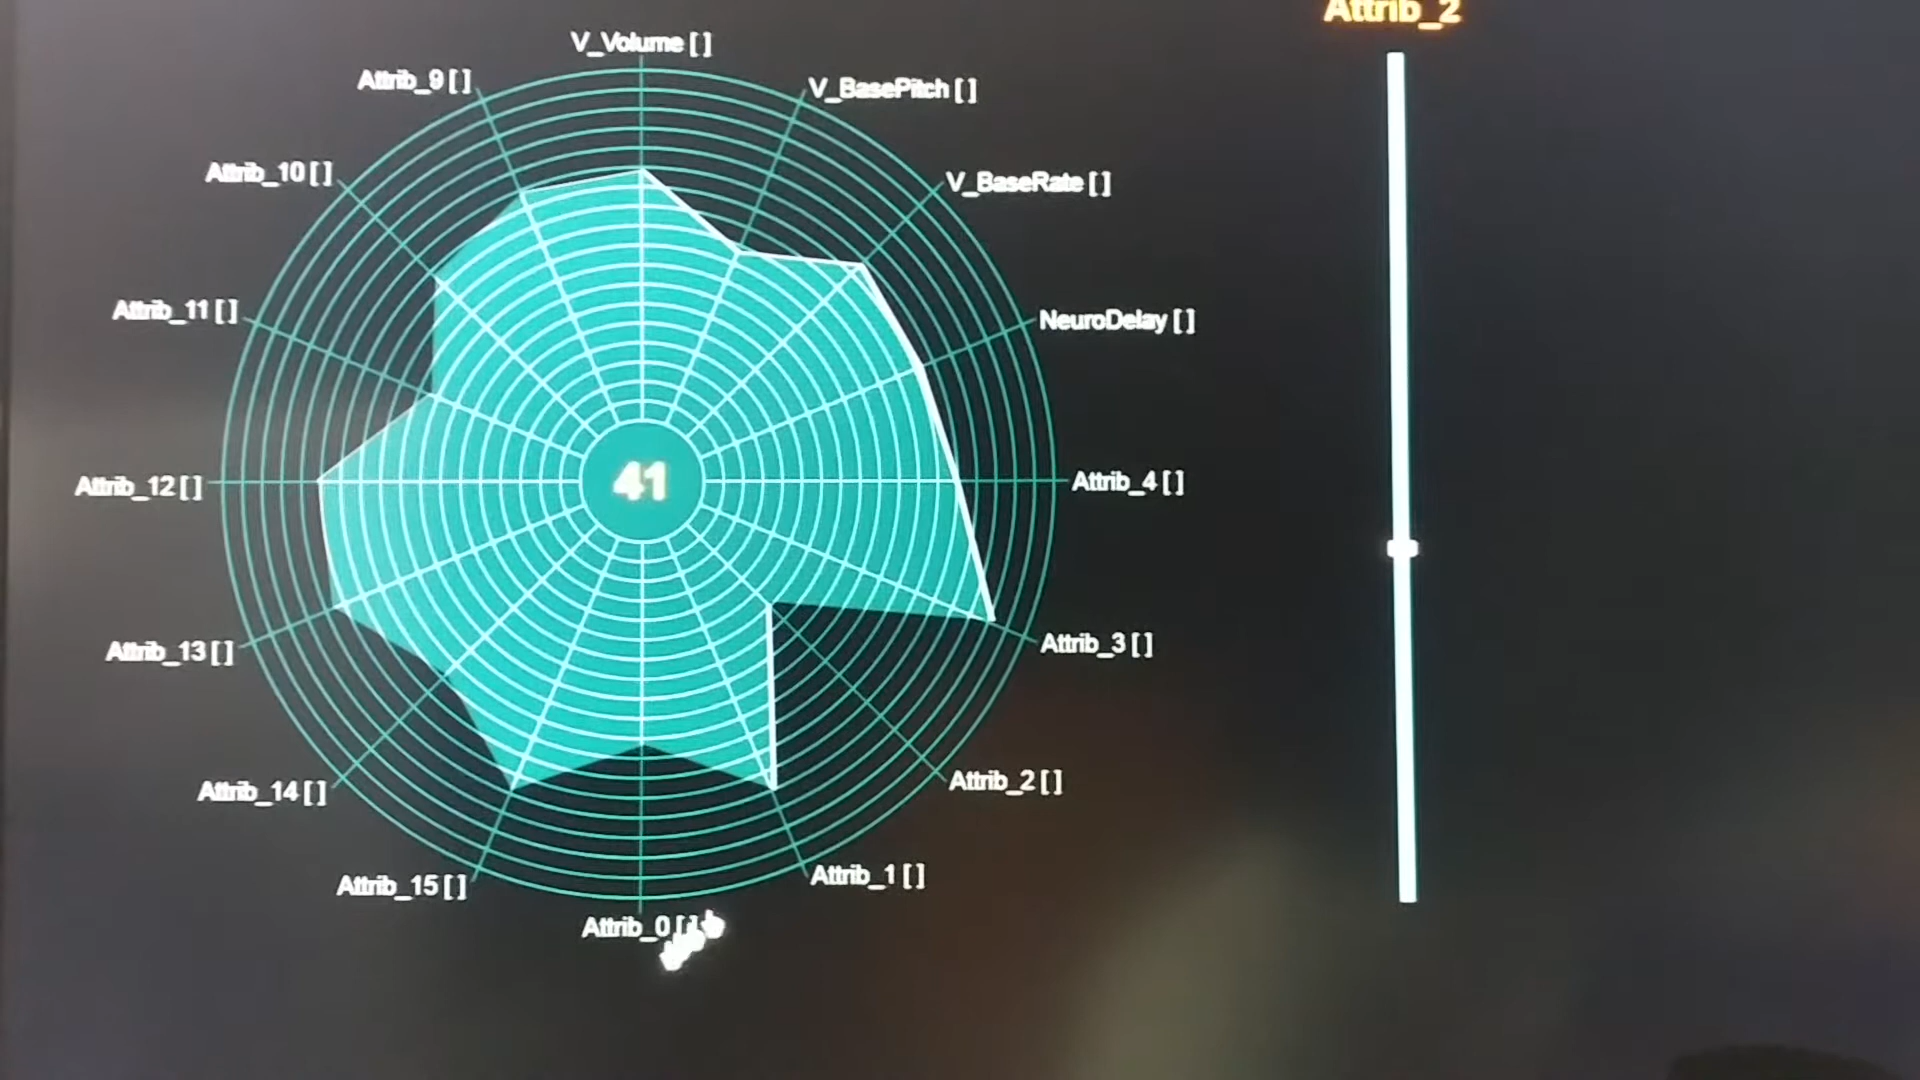 Attrib_2
V_Volume [ ]
Attrib_9 [ ]
V_BasePitch [ ]
Attrib_10 [ ]
V_BaseRate [ ]
Attrib_11 [ ]
NeuroDelay [ ]
41
Attrib_12 [ ]
Attrib_4 [ ]
Attrib_13 [ ]
Attrib_3 [ ]
Attrib_14 [ ]
Attrib_2 [ ]
Attrib_15 [ ]
Attrib_1 [ ]
Attrib_0 [ ]